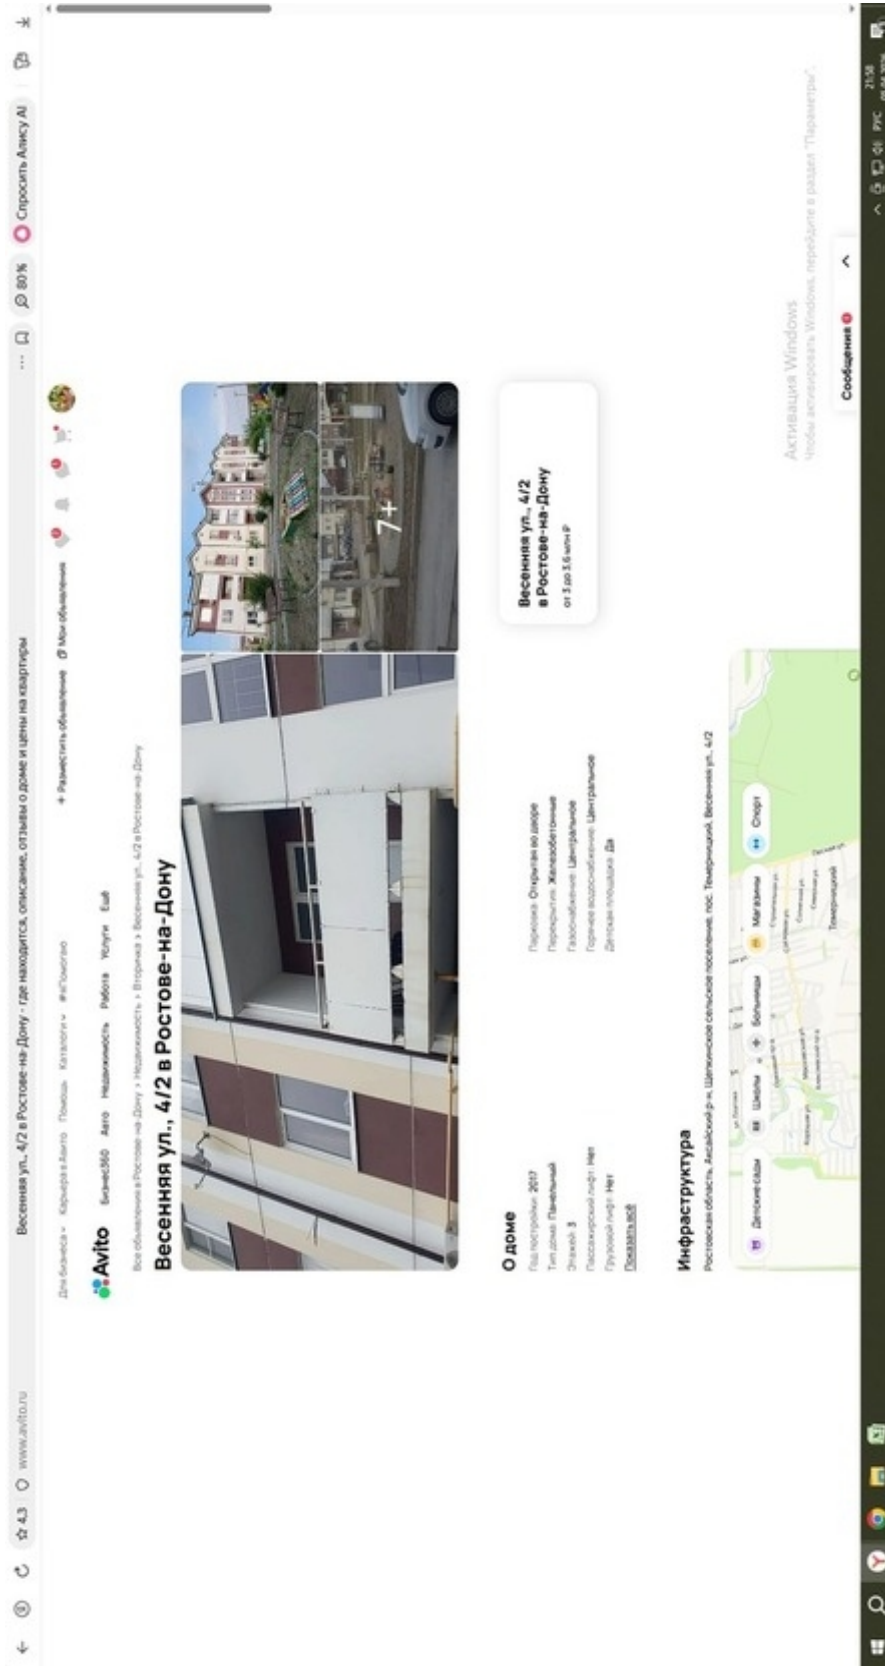 ☆ 4.3 www.avito.ru Весенняя ул., 4/2 в Ростове-на-Дону - где находится, описание, отзывы о доме и цены на квартиры ... 80% Спросить Алису AI
Для бизнеса Карьера в Авито Помощь Каталоги #яПомогаю + Разместить объявление Мои объявления
Avito Бизнес360 Авто Недвижимость Работа Услуги Ещё
Все объявления в Ростове-на-Дону > Недвижимость > Вторичка > Весенняя ул., 4/2 в Ростове-на-Дону
Весенняя ул., 4/2 в Ростове-на-Дону
7+
О доме
Год постройки: 2017
Тип дома: Панельный
Этажей: 3
Пассажирский лифт: Нет
Грузовой лифт: Нет
Показать всё
Парковка: Открытая во дворе
Перекрытия: Железобетонные
Газоснабжение: Центральное
Горячее водоснабжение: Центральное
Детская площадка: Да
Весенняя ул., 4/2
в Ростове-на-Дону
от 3 до 3,6 млн ₽
Инфраструктура
Ростовская область, Аксайский р-н, Щепкинское сельское поселение, пос. Темерницкий, Весенняя ул., 4/2
Детские сады Школы Больницы Магазины Спорт
Темерницкий
Активация Windows
Чтобы активировать Windows, перейдите в раздел "Параметры".
Сообщения
РУС 21:58